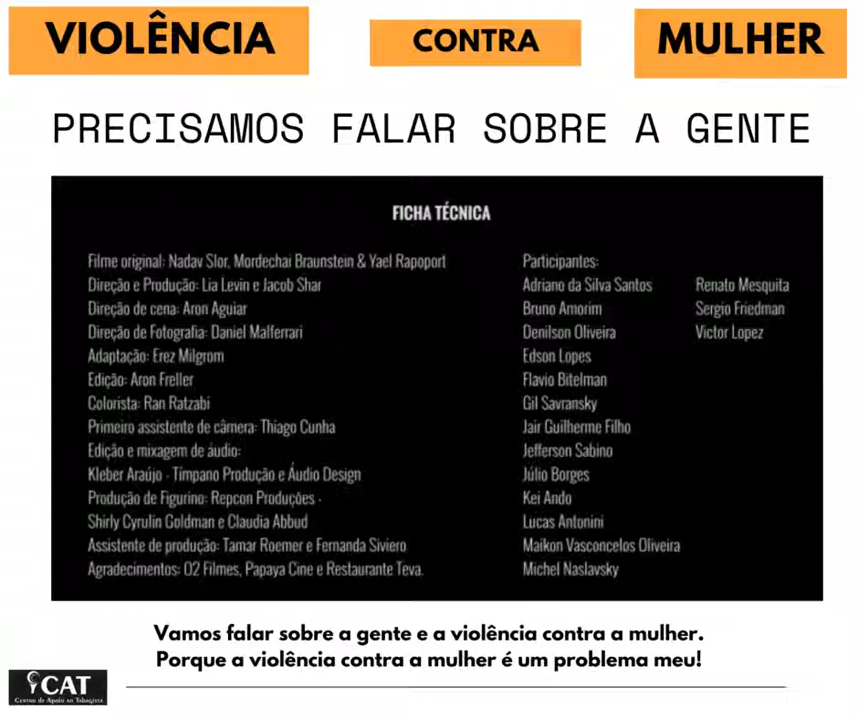 VIOLÊNCIA CONTRA MULHER
PRECISAMOS FALAR SOBRE A GENTE
FICHA TÉCNICA
Filme original: Nadav Slor, Mordechai Braunstein & Yael Rapoport
Direção e Produção: Lia Levin e Jacob Shar
Direção de cena: Aron Aguiar
Direção de Fotografia: Daniel Malferrari
Adaptação: Erez Milgrom
Edição: Aron Freller
Colorista: Ran Ratzabi
Primeiro assistente de câmera: Thiago Cunha
Edição e mixagem de áudio:
Kleber Araújo - Tímpano Produção e Áudio Design
Produção de Figurino: Repcon Produções -
Shirly Cyrulin Goldman e Claudia Abbud
Assistente de produção: Tamar Roemer e Fernanda Siviero
Agradecimentos: O2 Filmes, Papaya Cine e Restaurante Teva.
Participantes:
Adriano da Silva Santos
Bruno Amorim
Denilson Oliveira
Edson Lopes
Flavio Bitelman
Gil Savransky
Jair Guilherme Filho
Jefferson Sabino
Júlio Borges
Kei Ando
Lucas Antonini
Maikon Vasconcelos Oliveira
Michel Naslavsky
Renato Mesquita
Sergio Friedman
Victor Lopez
Vamos falar sobre a gente e a violência contra a mulher.
Porque a violência contra a mulher é um problema meu!
CAT
Centro de Apoio ao Tabagista